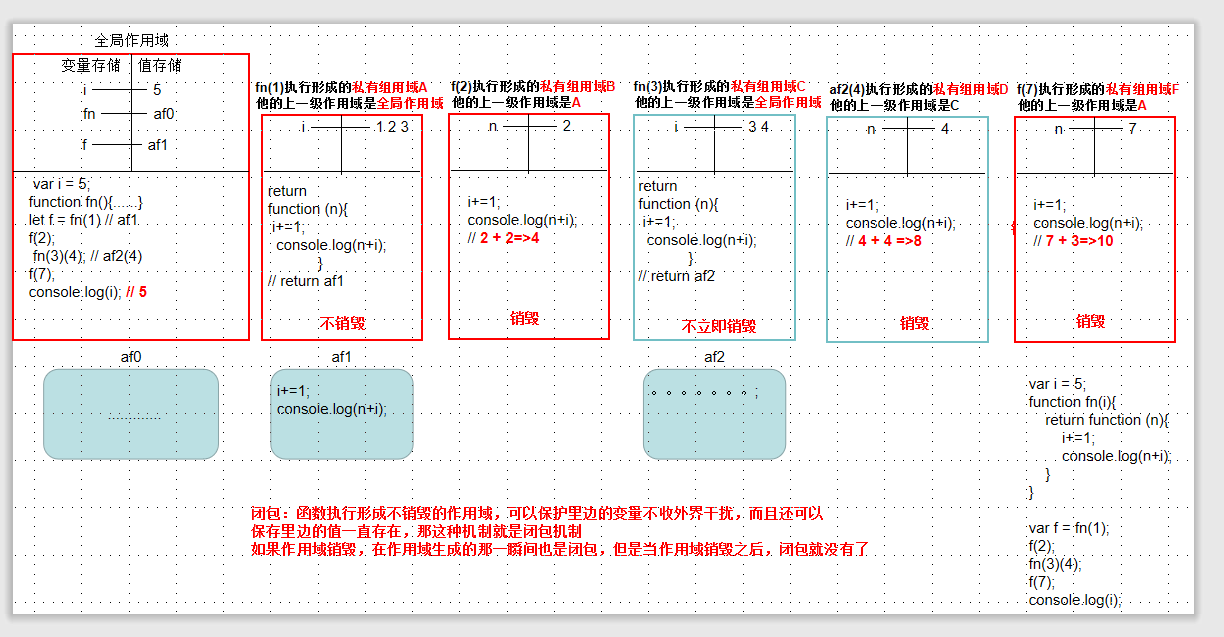 全局作用域
变量存储 值存储
i 5
fn af0
f af1
var i = 5;
function fn(){......}
let f = fn(1) // af1
f(2);
fn(3)(4); // af2(4)
f(7);
console.log(i); // 5
fn(1)执行形成的私有组用域A
他的上一级作用域是全局作用域
i 1 2 3
return
function (n){
i+=1;
console.log(n+i);
}
// return af1
不销毁
f(2)执行形成的私有组用域B
他的上一级作用域是A
n 2
i+=1;
console.log(n+i);
// 2 + 2=>4
销毁
fn(3)执行形成的私有组用域C
他的上一级作用域是全局作用域
i 3 4
return
function (n){
i+=1;
console.log(n+i);
}
// return af2
不立即销毁
af2(4)执行形成的私有组用域D
他的上一级作用域是C
n 4
i+=1;
console.log(n+i);
// 4 + 4 =>8
销毁
f(7)执行形成的私有组用域F
他的上一级作用域是A
n 7
i+=1;
console.log(n+i);
// 7 + 3=>10
销毁
af0
.............
af1
i+=1;
console.log(n+i);
af2
。。。。。。。;
var i = 5;
function fn(i){
return function (n){
i+=1;
console.log(n+i);
}
}
var f = fn(1);
f(2);
fn(3)(4);
f(7);
console.log(i);
闭包：函数执行形成不销毁的作用域，可以保护里边的变量不收外界干扰，而且还可以
保存里边的值一直存在，那这种机制就是闭包机制
如果作用域销毁，在作用域生成的那一瞬间也是闭包，但是当作用域销毁之后，闭包就没有了